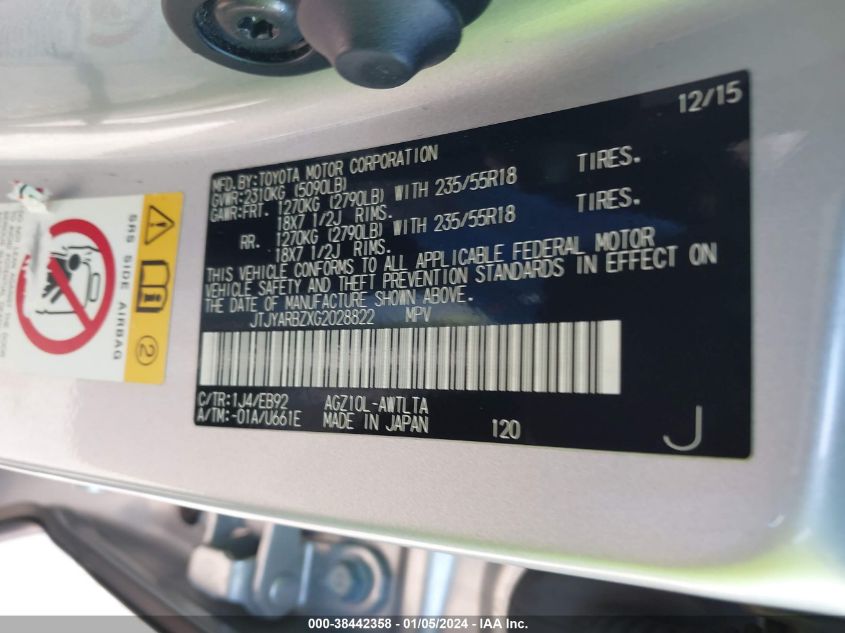 12/15
MFD.BY:TOYOTA MOTOR CORPORATION
GVWR:2310KG (5090LB)
GAWR:FRT. 1270KG (2790LB) WITH 235/55R18 TIRES.
18X7 1/2J RIMS.
RR. 1270KG (2790LB) WITH 235/55R18 TIRES.
18X7 1/2J RIMS.
THIS VEHICLE CONFORMS TO ALL APPLICABLE FEDERAL MOTOR
VEHICLE SAFETY AND THEFT PREVENTION STANDARDS IN EFFECT ON
THE DATE OF MANUFACTURE SHOWN ABOVE.
JTJYARBZXG2028822 MPV
C/TR:1J4/EB92 AGZ10L-AWTLTA
A/TM:-01A/U661E MADE IN JAPAN 120
J
SRS SIDE AIRBAG
2
000-38442358 - 01/05/2024 - IAA Inc.